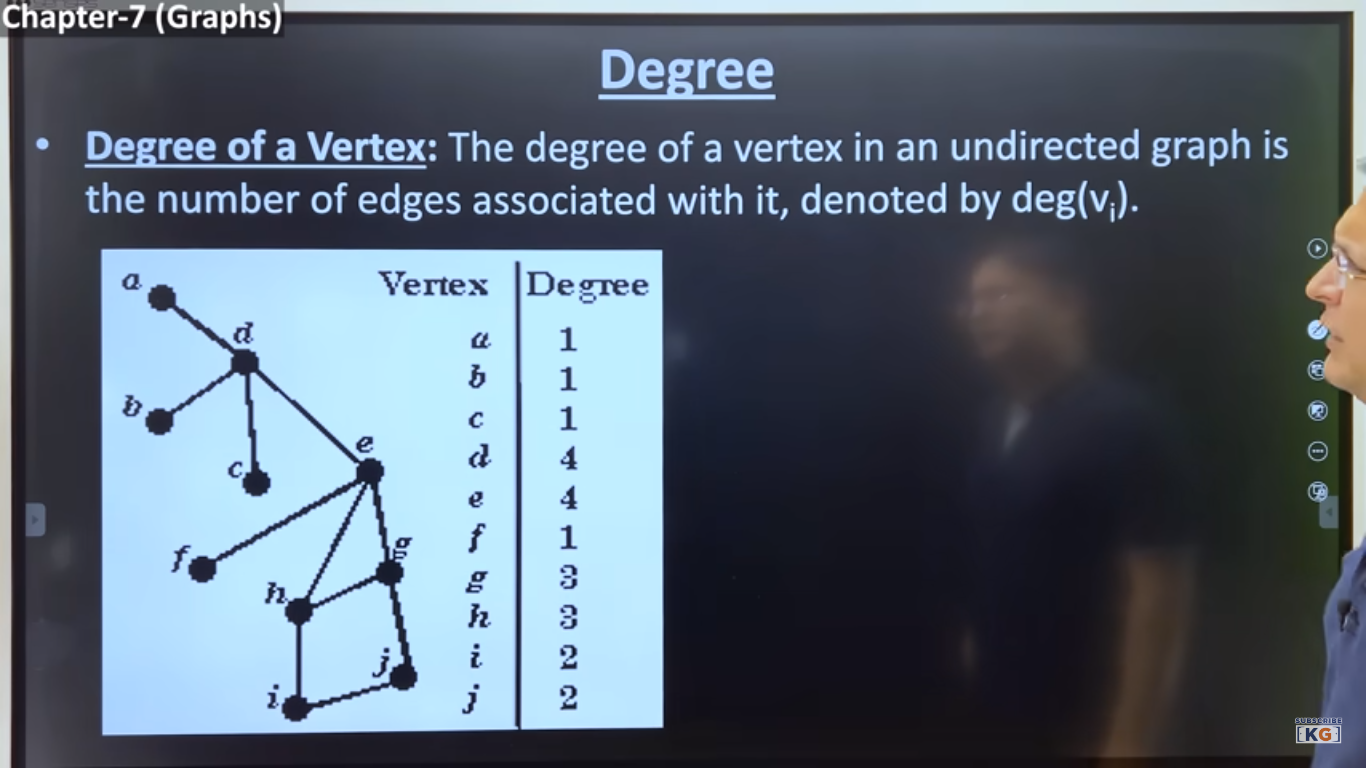 Chapter-7 (Graphs)
Degree
• Degree of a Vertex: The degree of a vertex in an undirected graph is
the number of edges associated with it, denoted by deg(vi).
a
d
b
c
e
f
g
h
i
j
Vertex Degree
a 1
b 1
c 1
d 4
e 4
f 1
g 3
h 3
i 2
j 2
SUBSCRIBE
KG